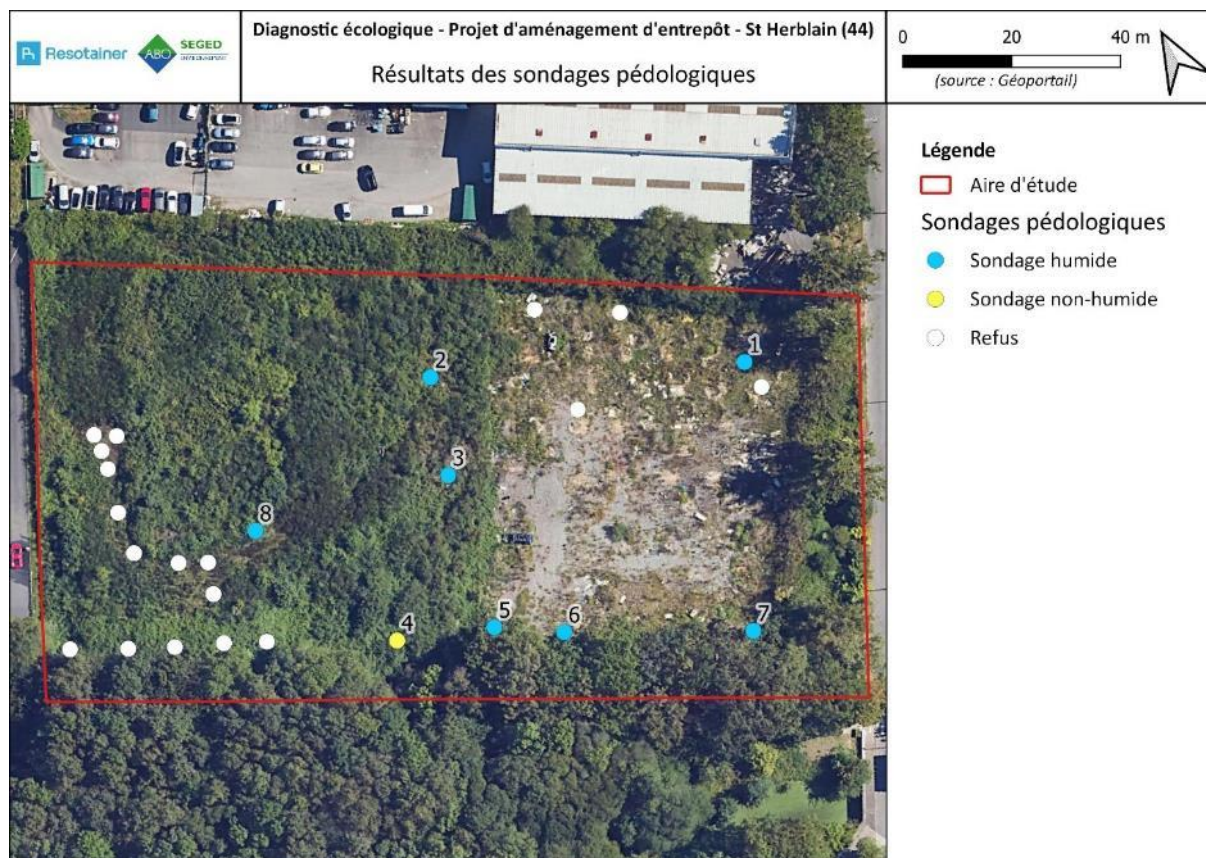 Resotainer
ABO
SEGED
Diagnostic écologique - Projet d'aménagement d'entrepôt - St Herblain (44)
Résultats des sondages pédologiques
0 20 40 m
(source : Géoportail)
Légende
Aire d'étude
Sondages pédologiques
Sondage humide
Sondage non-humide
Refus
1
2
3
8
5
6
7
4